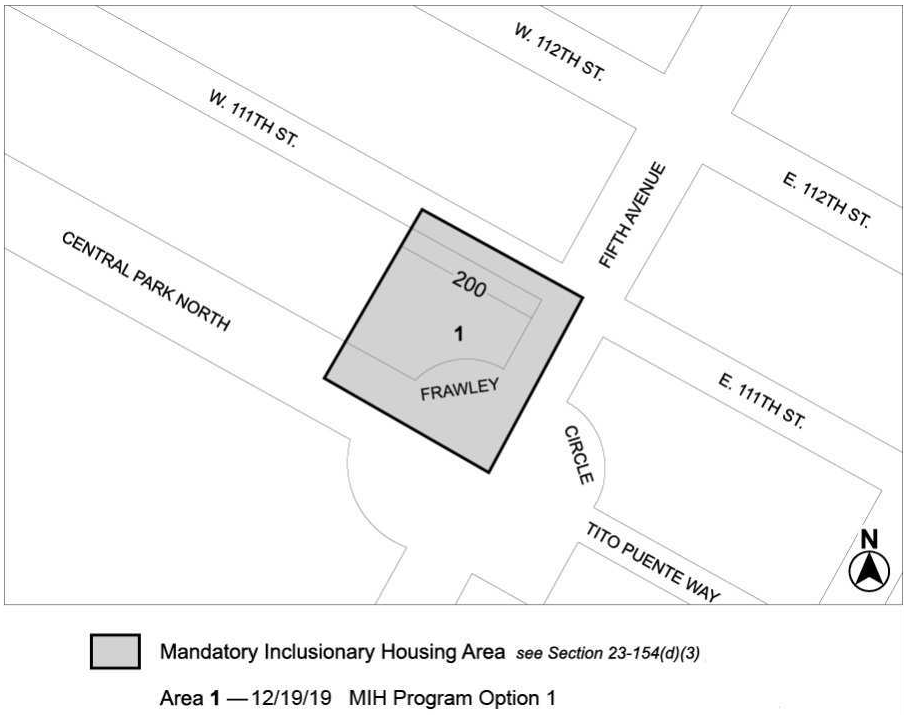 W. 112TH ST.
W. 111TH ST.
FIFTH AVENUE
E. 112TH ST.
CENTRAL PARK NORTH
200
1
FRAWLEY
CIRCLE
E. 111TH ST.
TITO PUENTE WAY
N
Mandatory Inclusionary Housing Area see Section 23-154(d)(3)
Area 1 — 12/19/19 MIH Program Option 1